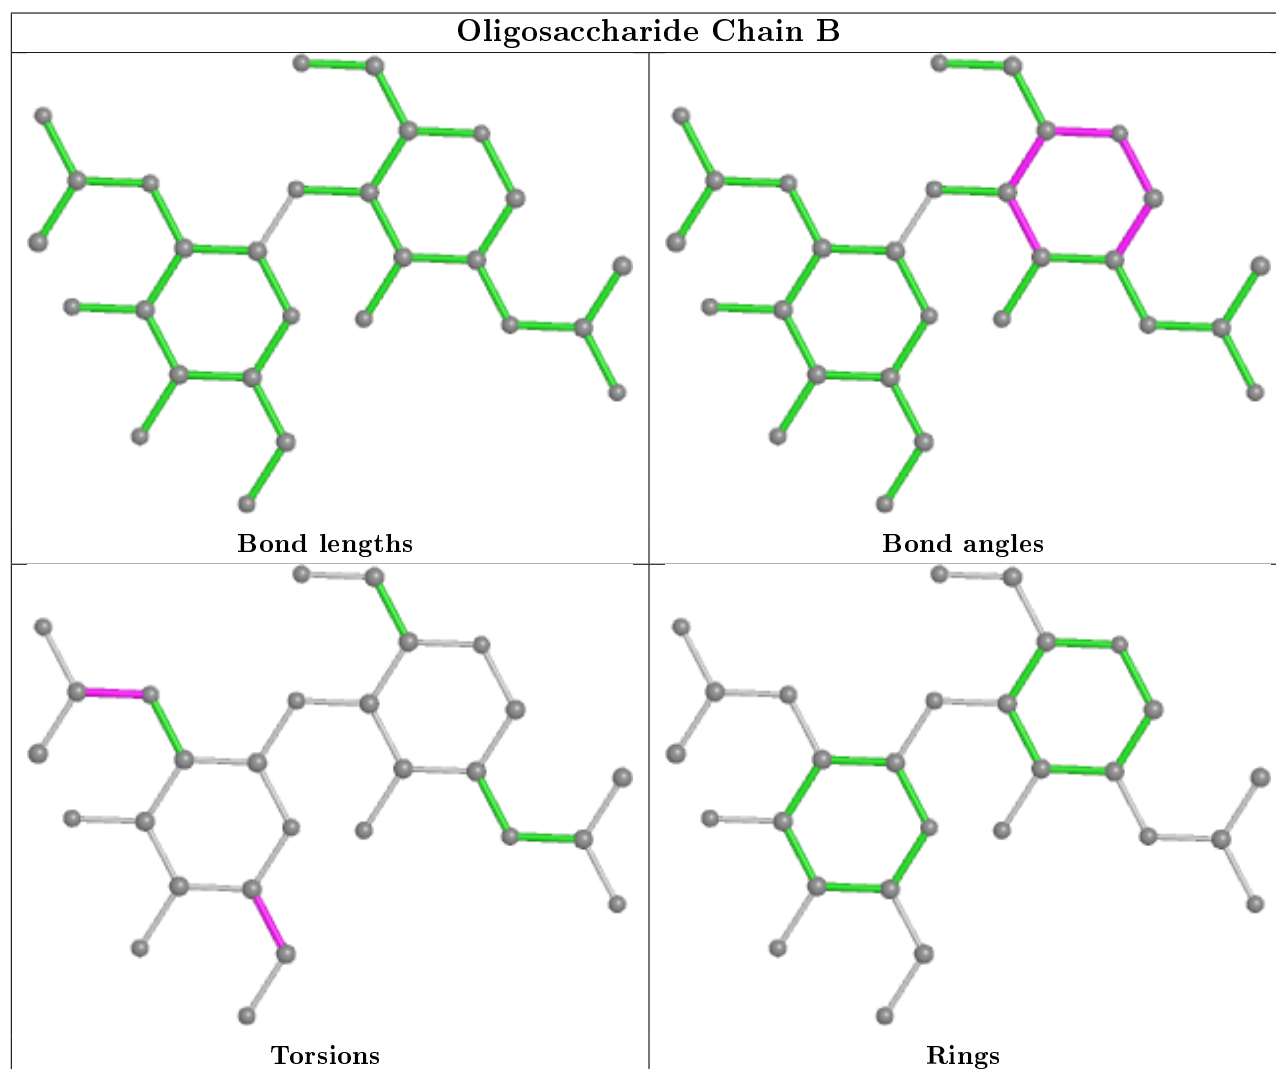 Oligosaccharide Chain B
Bond lengths
Bond angles
Torsions
Rings